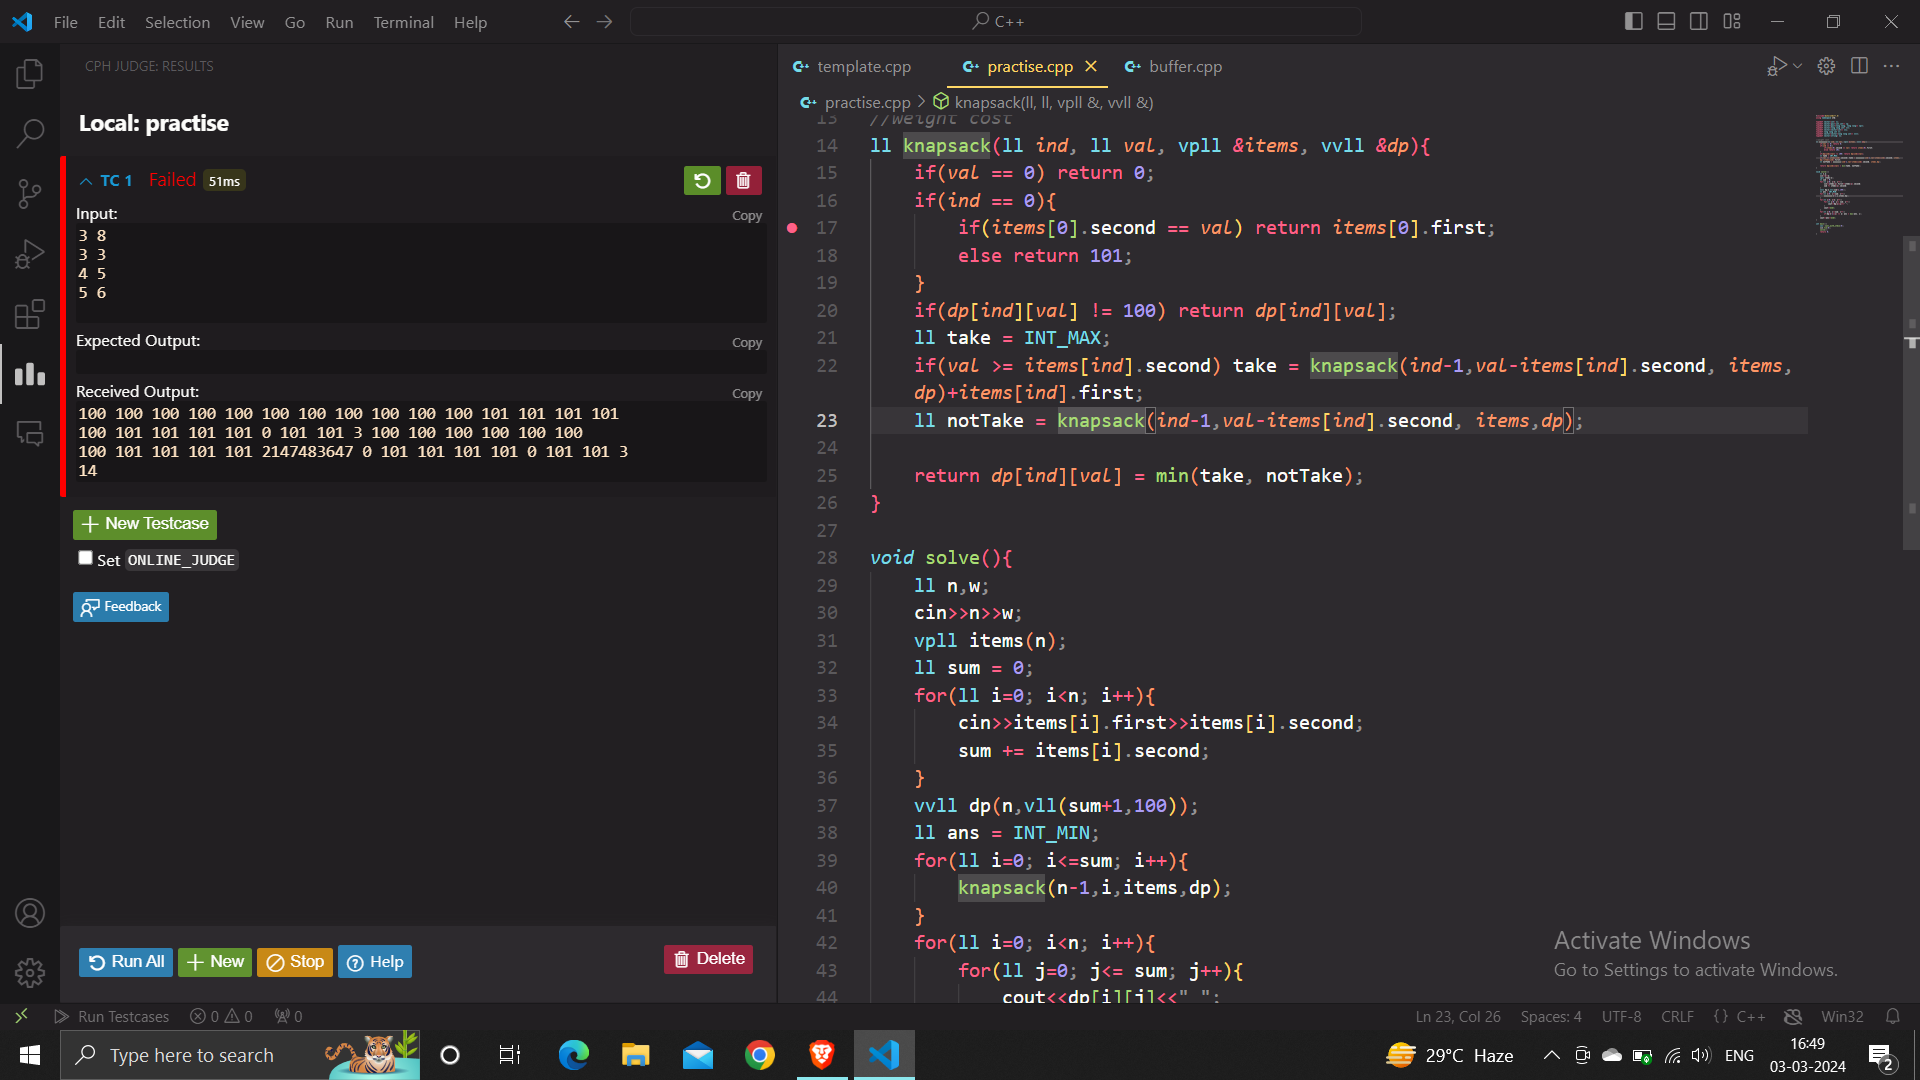 File Edit Selection View Go Run Terminal Help
C++
CPH JUDGE: RESULTS
Local: practise
TC 1 Failed 51ms
Input:
Copy
3 8
3 3
4 5
5 6
Expected Output:
Copy
Received Output:
Copy
100 100 100 100 100 100 100 100 100 100 100 101 101 101 101
100 101 101 101 101 0 101 101 3 100 100 100 100 100 100
100 101 101 101 101 2147483647 0 101 101 101 101 0 101 101 3
14
New Testcase
Set ONLINE_JUDGE
Feedback
Run All New Stop Help Delete
template.cpp practise.cpp buffer.cpp
practise.cpp > knapsack(ll, ll, vpll &, vvll &)
13 //weight cost
14 ll knapsack(ll ind, ll val, vpll &items, vvll &dp){
15 if(val == 0) return 0;
16 if(ind == 0){
17 if(items[0].second == val) return items[0].first;
18 else return 101;
19 }
20 if(dp[ind][val] != 100) return dp[ind][val];
21 ll take = INT_MAX;
22 if(val >= items[ind].second) take = knapsack(ind-1,val-items[ind].second, items,
dp)+items[ind].first;
23 ll notTake = knapsack(ind-1,val-items[ind].second, items,dp);
24
25 return dp[ind][val] = min(take, notTake);
26 }
27
28 void solve(){
29 ll n,w;
30 cin>>n>>w;
31 vpll items(n);
32 ll sum = 0;
33 for(ll i=0; i<n; i++){
34 cin>>items[i].first>>items[i].second;
35 sum += items[i].second;
36 }
37 vvll dp(n,vll(sum+1,100));
38 ll ans = INT_MIN;
39 for(ll i=0; i<=sum; i++){
40 knapsack(n-1,i,items,dp);
41 }
42 for(ll i=0; i<n; i++){
43 for(ll j=0; j<= sum; j++){
44 cout<<dp[i][j]<<" ";
Activate Windows
Go to Settings to activate Windows.
Run Testcases 0 0 0
Ln 23, Col 26 Spaces: 4 UTF-8 CRLF {} C++ Win32
Type here to search
29°C Haze
ENG
16:49
03-03-2024
2